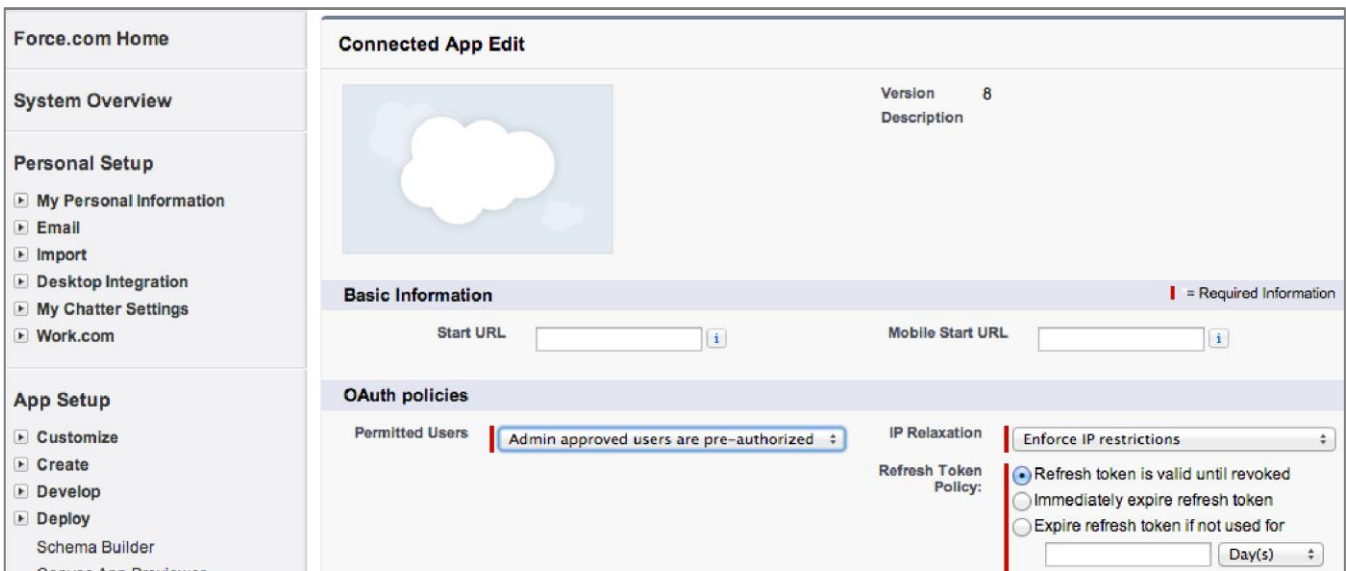 Force.com Home
System Overview
Personal Setup
My Personal Information
Email
Import
Desktop Integration
My Chatter Settings
Work.com
App Setup
Customize
Create
Develop
Deploy
Schema Builder
Canvas App Previewer
Connected App Edit
Version 8
Description
Basic Information
= Required Information
Start URL
i
Mobile Start URL
i
OAuth policies
Permitted Users
Admin approved users are pre-authorized
IP Relaxation
Enforce IP restrictions
Refresh Token
Policy:
Refresh token is valid until revoked
Immediately expire refresh token
Expire refresh token if not used for
Day(s)